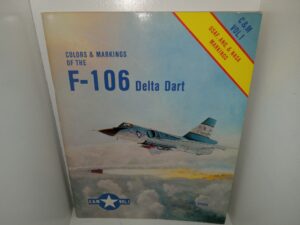 COLORS & MARKINGS
OF THE
F-106 Delta Dart
C&M
VOL.1
USAF, ANG, & NASA
MARKINGS
C&M VOL.1